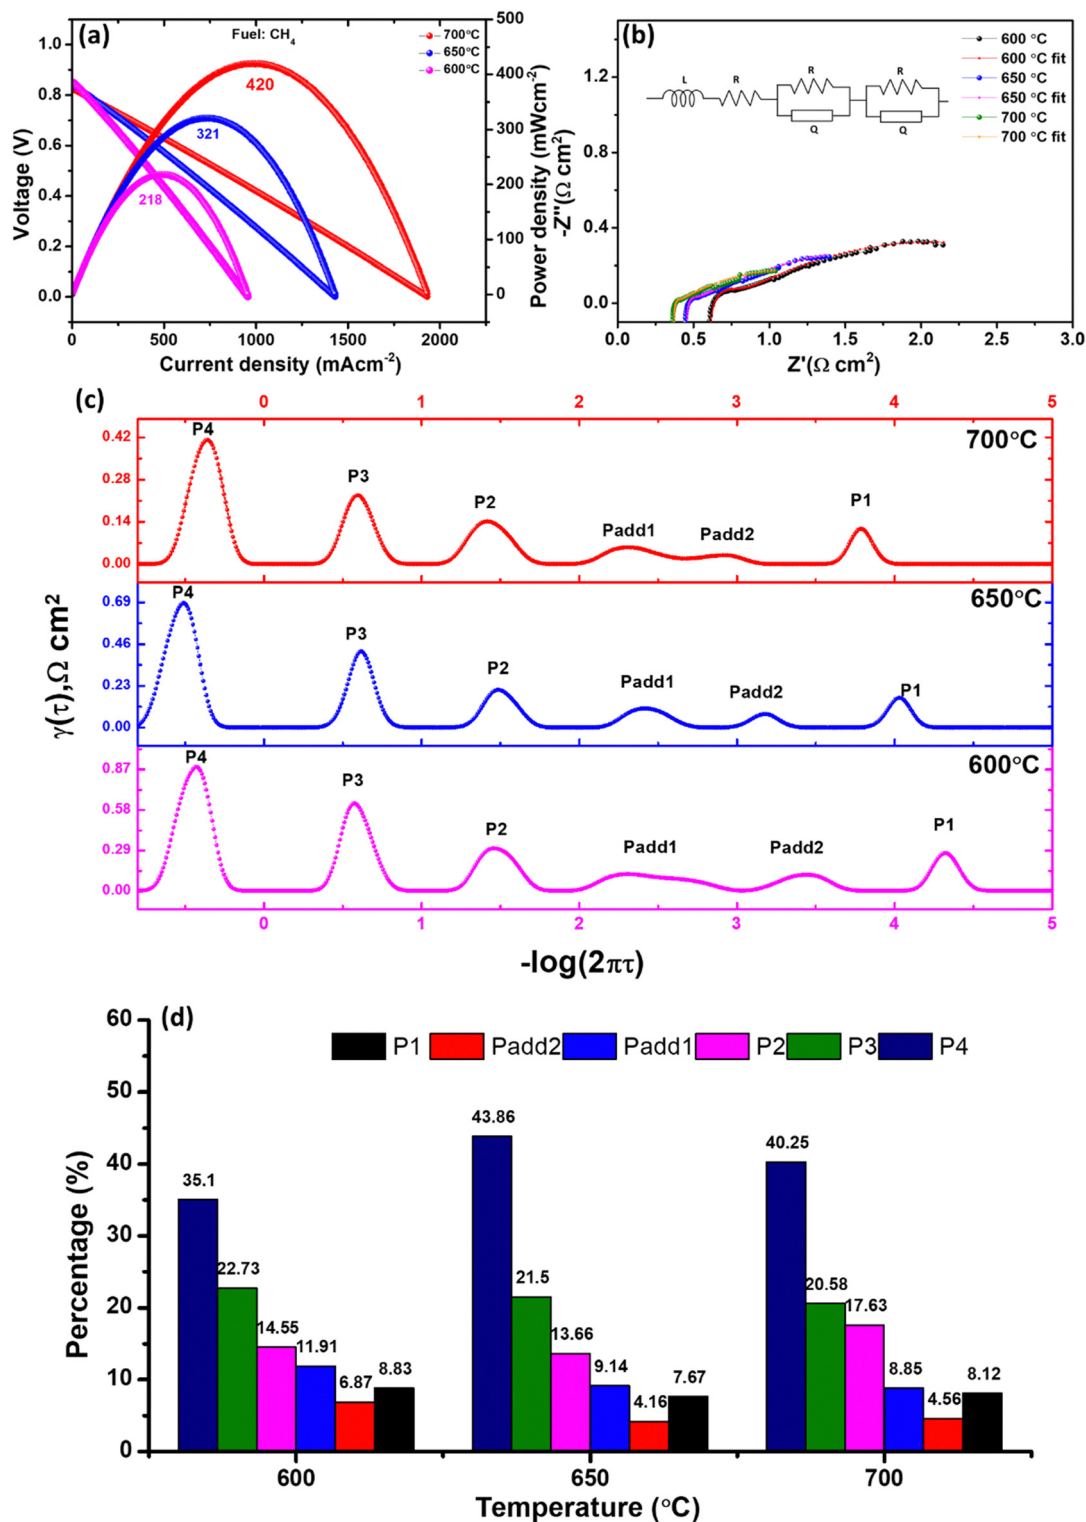 (a)
Fuel: CH4
700°C
650°C
600°C
420
321
218
1.0
0.8
0.6
0.4
0.2
0.0
Voltage (V)
500
400
300
200
100
0
Power density (mWcm-2)
0
500
1000
1500
2000
Current density (mAcm-2)
(b)
600 °C
600 °C fit
650 °C
650 °C fit
700 °C
700 °C fit
L
R
R
Q
R
Q
1.2
0.8
0.4
0.0
-Z''(Ω cm2)
0.0
0.5
1.0
1.5
2.0
2.5
3.0
Z'(Ω cm2)
(c)
0 1 2 3 4 5
700°C
0.42
0.28
0.14
0.00
P4
P3
P2
Padd1
Padd2
P1
650°C
0.69
0.46
0.23
0.00
P4
P3
P2
Padd1
Padd2
P1
600°C
0.87
0.58
0.29
0.00
P4
P3
P2
Padd1
Padd2
P1
γ(τ),Ω cm2
0 1 2 3 4 5
-log(2πτ)
(d)
P1 Padd2 Padd1 P2 P3 P4
60
50
40
30
20
10
0
Percentage (%)
35.1
22.73
14.55
11.91
6.87
8.83
43.86
21.5
13.66
9.14
4.16
7.67
40.25
20.58
17.63
8.85
4.56
8.12
600
650
700
Temperature (°C)